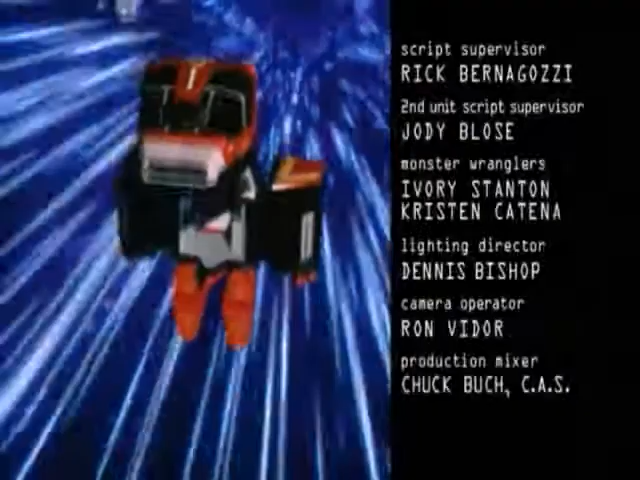 script supervisor
RICK BERNAGOZZI
2nd unit script supervisor
JODY BLOSE
monster wranglers
IVORY STANTON
KRISTEN CATENA
lighting director
DENNIS BISHOP
camera operator
RON VIDOR
production mixer
CHUCK BUCH, C.A.S.